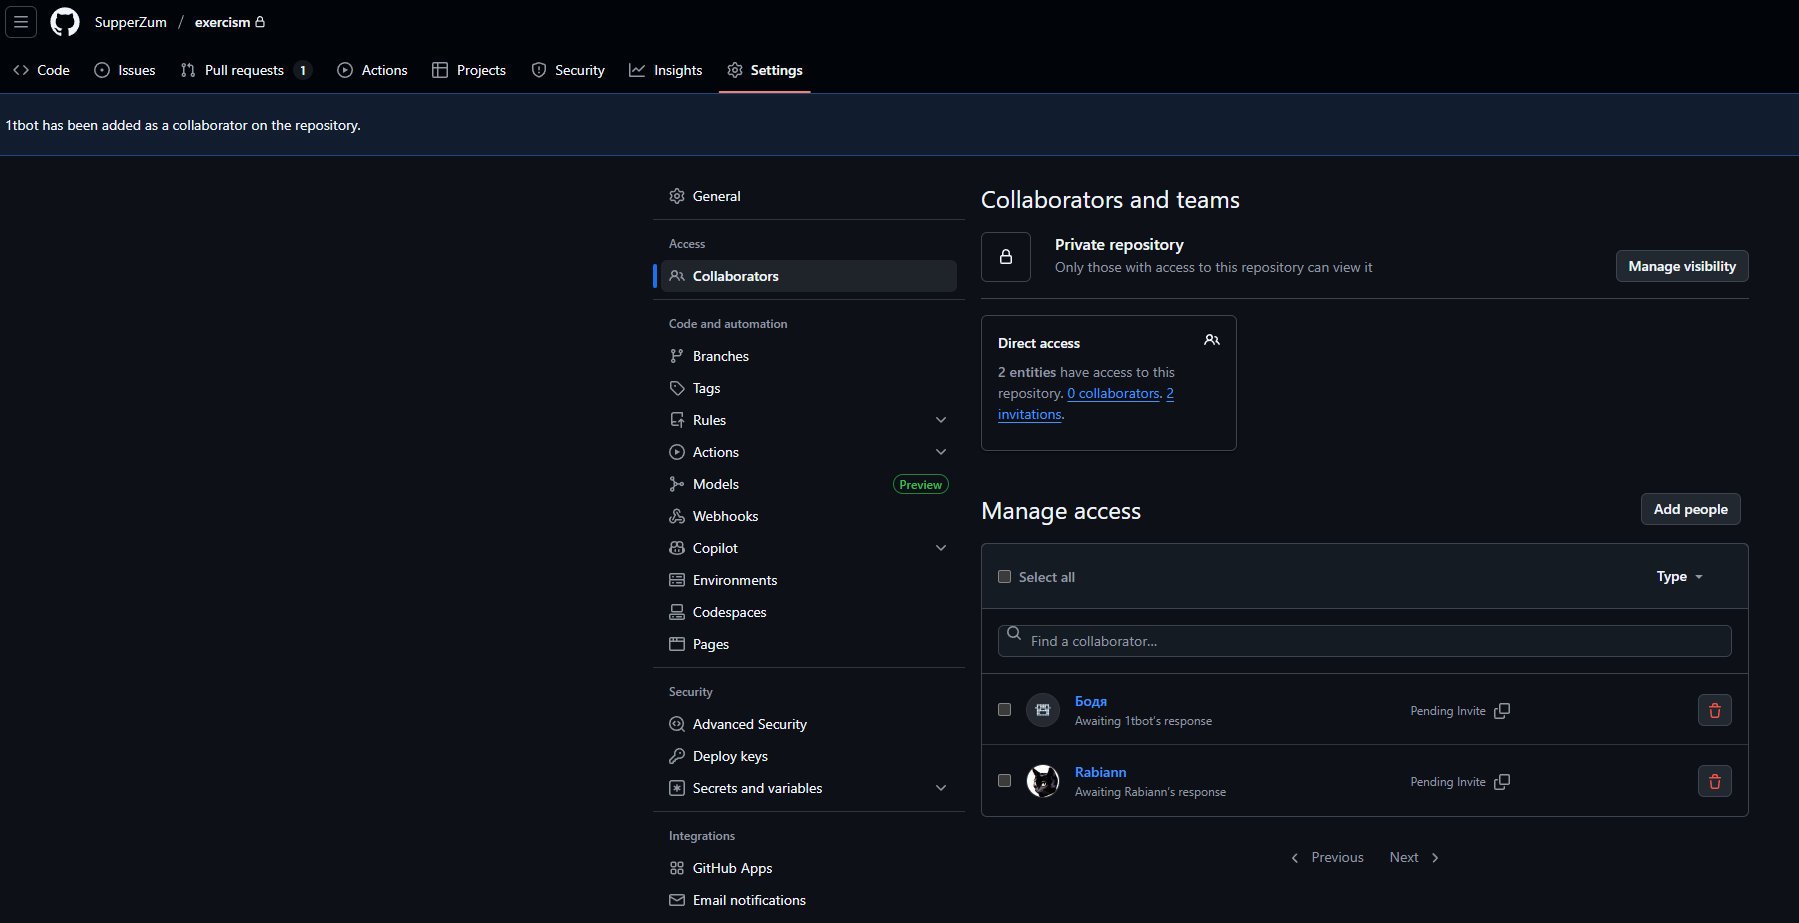 SupperZum / exercism
Code Issues Pull requests 1 Actions Projects Security Insights Settings
1tbot has been added as a collaborator on the repository.
General
Access
Collaborators
Code and automation
Branches
Tags
Rules
Actions
Models Preview
Webhooks
Copilot
Environments
Codespaces
Pages
Security
Advanced Security
Deploy keys
Secrets and variables
Integrations
GitHub Apps
Email notifications
Collaborators and teams
Private repository
Only those with access to this repository can view it
Manage visibility
Direct access
2 entities have access to this
repository. 0 collaborators. 2
invitations.
Manage access
Add people
Select all
Type
Find a collaborator...
Бодя
Awaiting 1tbot's response
Pending Invite
Rabiann
Awaiting Rabiann's response
Pending Invite
Previous Next